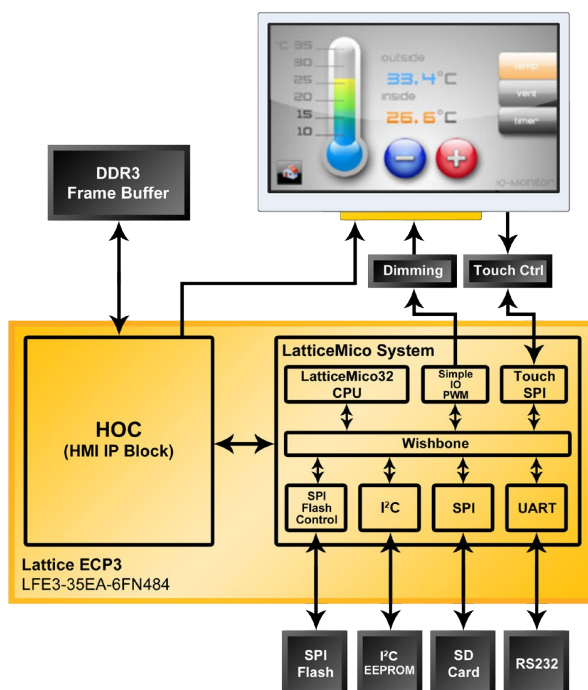 °C 35
30
25
20
15
10
outside
33.4°C
inside
26.6°C
temp
vent
timer
IQ-MONITOR
DDR3
Frame Buffer
Dimming
Touch Ctrl
HOC
(HMI IP Block)
LatticeMico System
LatticeMico32
CPU
Simple
IO
PWM
Touch
SPI
Wishbone
SPI
Flash
Control
I²C
SPI
UART
Lattice ECP3
LFE3-35EA-6FN484
SPI
Flash
I²C
EEPROM
SD
Card
RS232